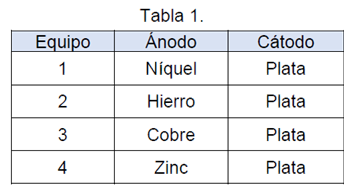 Tabla 1.
Equipo Ánodo Cátodo
1 Níquel Plata
2 Hierro Plata
3 Cobre Plata
4 Zinc Plata